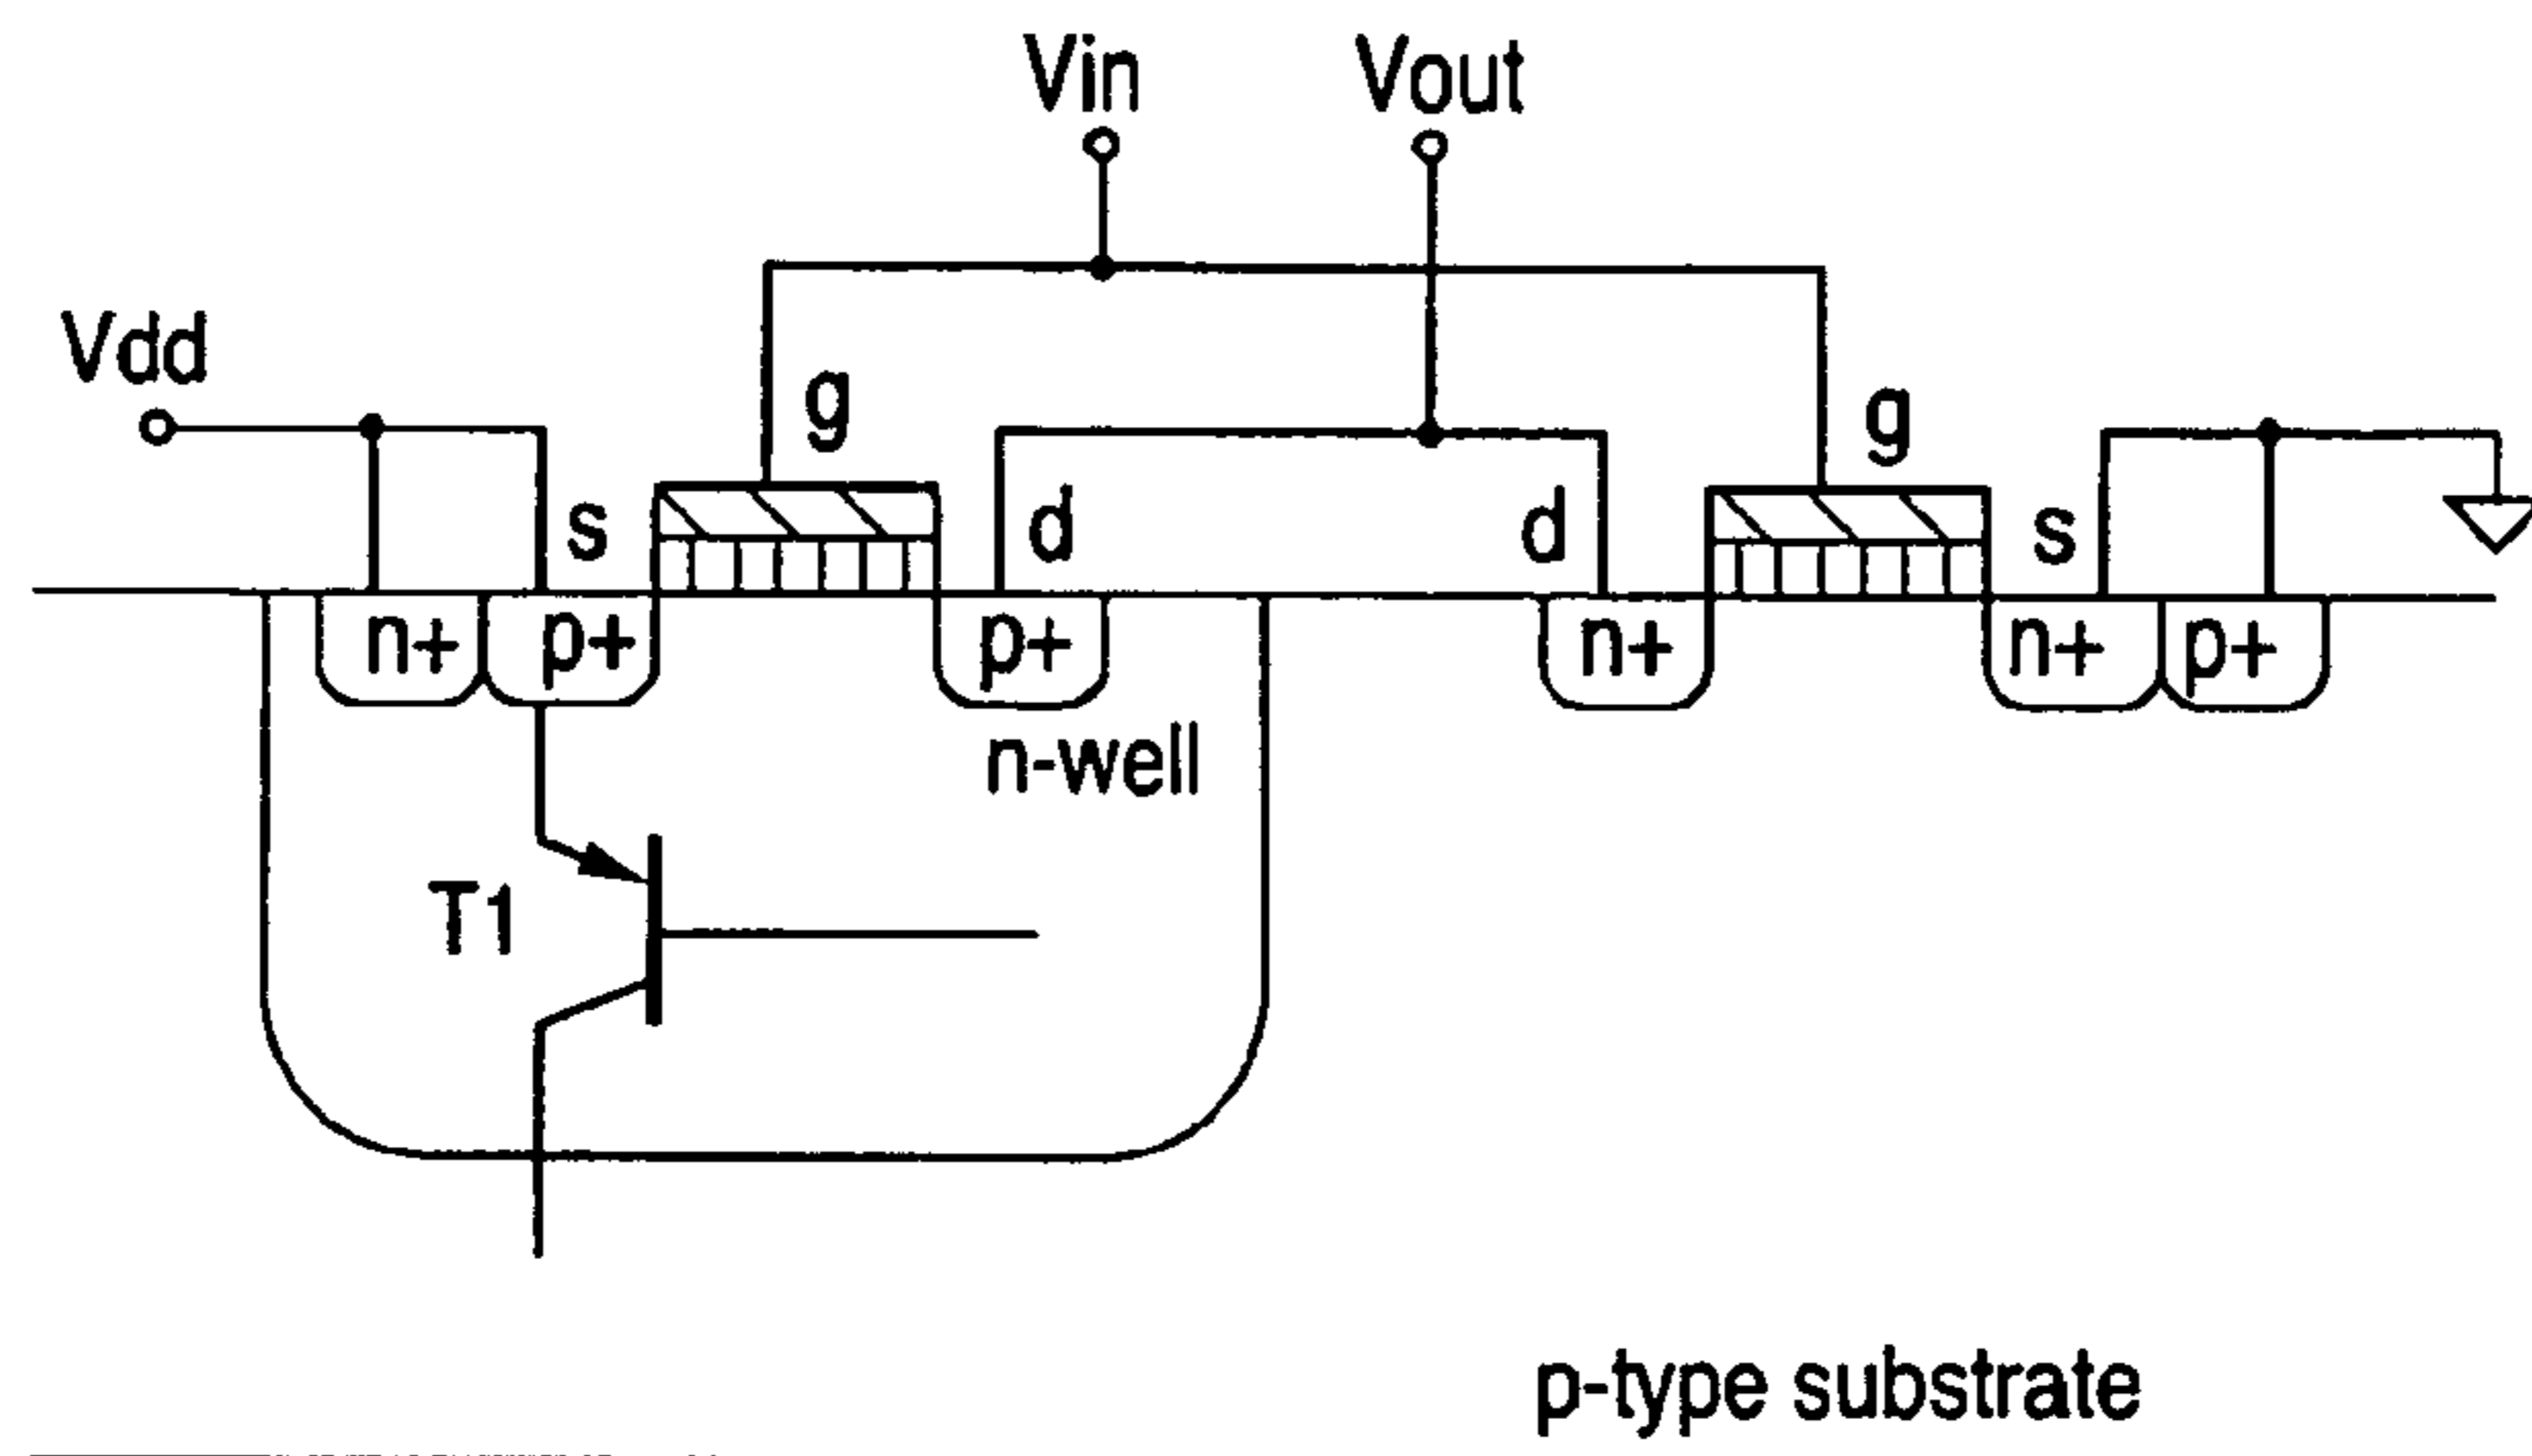 Vin Vout
Vdd
g g
s d d s
n+ p+ p+ n+ n+ p+
n-well
T1
p-type substrate